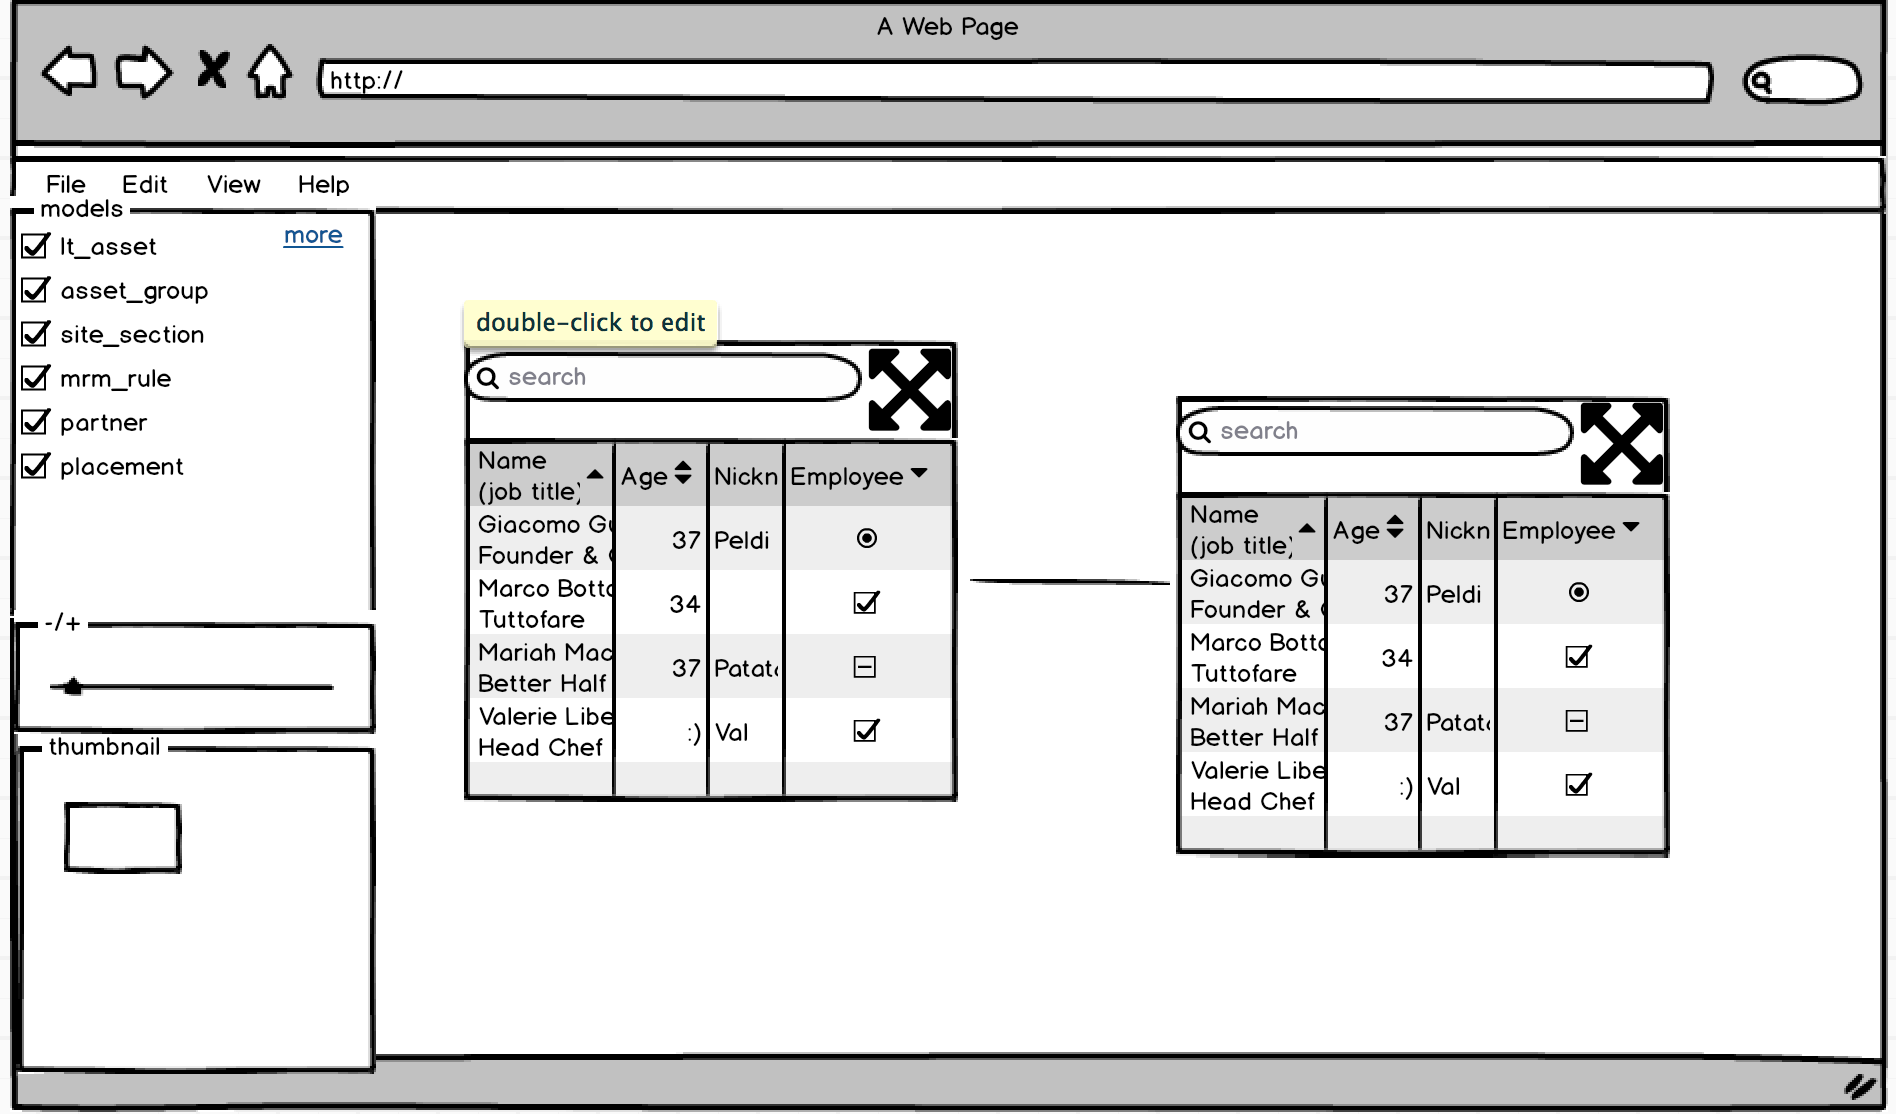 A Web Page
http://
File Edit View Help
models
more
lt_asset
asset_group
site_section
mrm_rule
partner
placement
-/+
thumbnail
double-click to edit
search
Name
(job title) Age Nickn Employee
Giacomo Gu
Founder & 37 Peldi
Marco Botto
Tuttofare 34
Mariah Mac
Better Half 37 Patata
Valerie Libe
Head Chef :) Val
search
Name
(job title) Age Nickn Employee
Giacomo Gu
Founder & 37 Peldi
Marco Botto
Tuttofare 34
Mariah Mac
Better Half 37 Patata
Valerie Libe
Head Chef :) Val